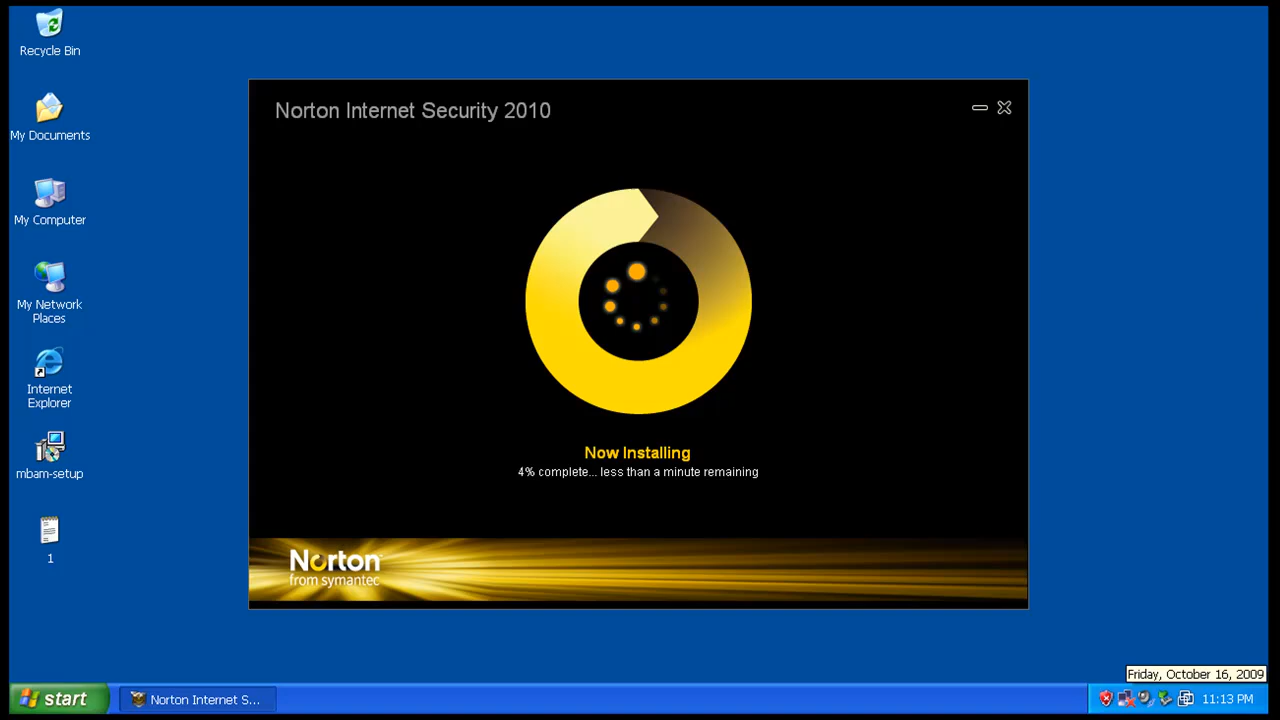 Recycle Bin
My Documents
My Computer
My Network
Places
Internet
Explorer
mbam-setup
1
Norton Internet Security 2010
Now Installing
4% complete... less than a minute remaining
Norton
from symantec
Friday, October 16, 2009
start
Norton Internet S...
11:13 PM